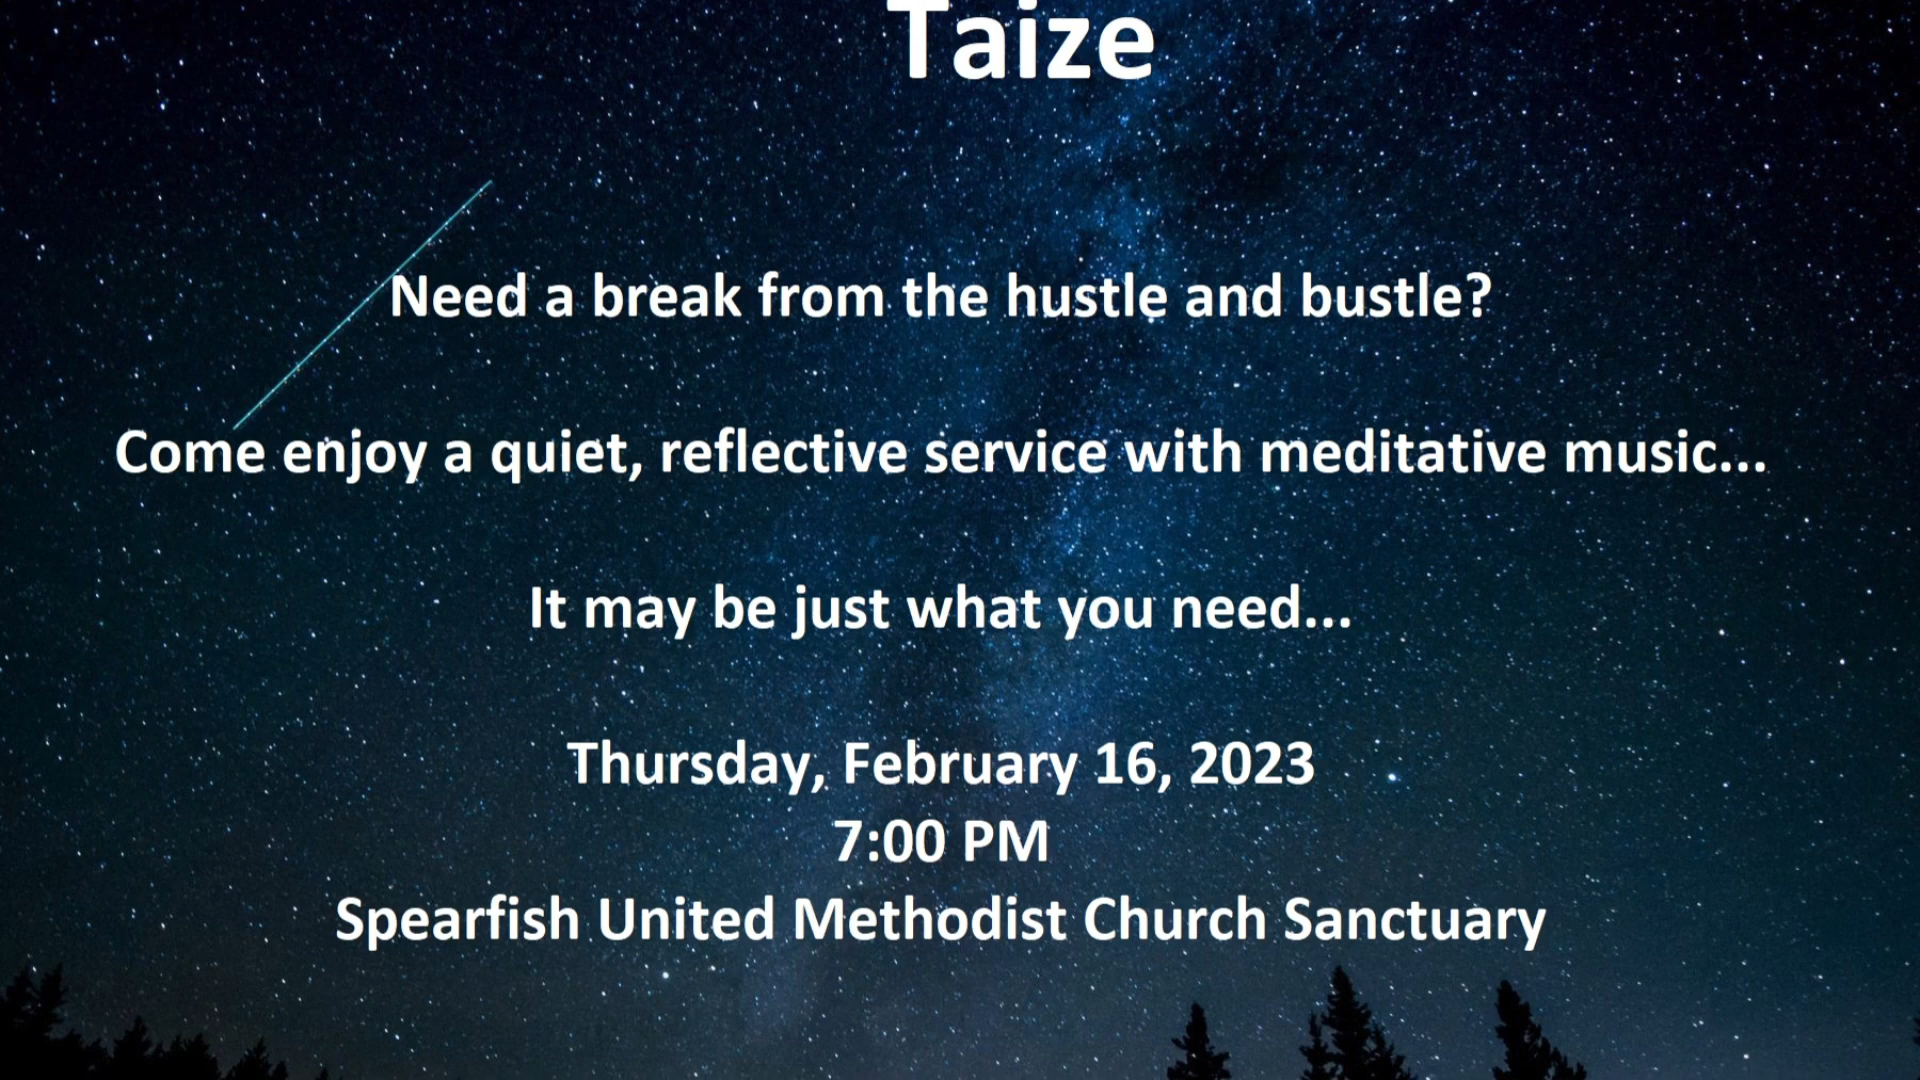 Taize
Need a break from the hustle and bustle?
Come enjoy a quiet, reflective service with meditative music...
It may be just what you need...
Thursday, February 16, 2023
7:00 PM
Spearfish United Methodist Church Sanctuary